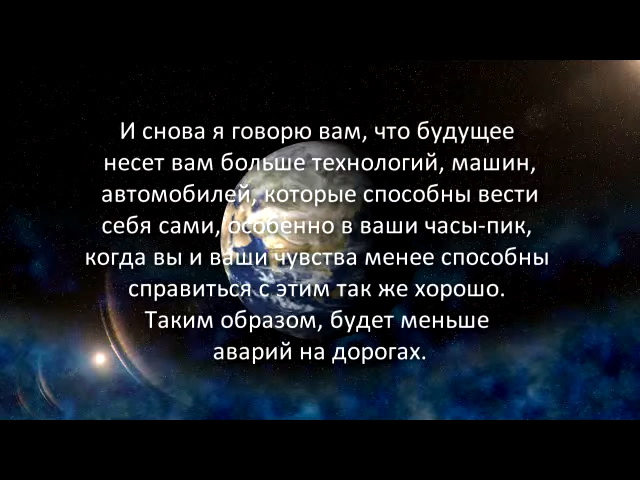 И снова я говорю вам, что будущее
несет вам больше технологий, машин,
автомобилей, которые способны вести
себя сами, особенно в ваши часы-пик,
когда вы и ваши чувства менее способны
справиться с этим так же хорошо.
Таким образом, будет меньше
аварий на дорогах.